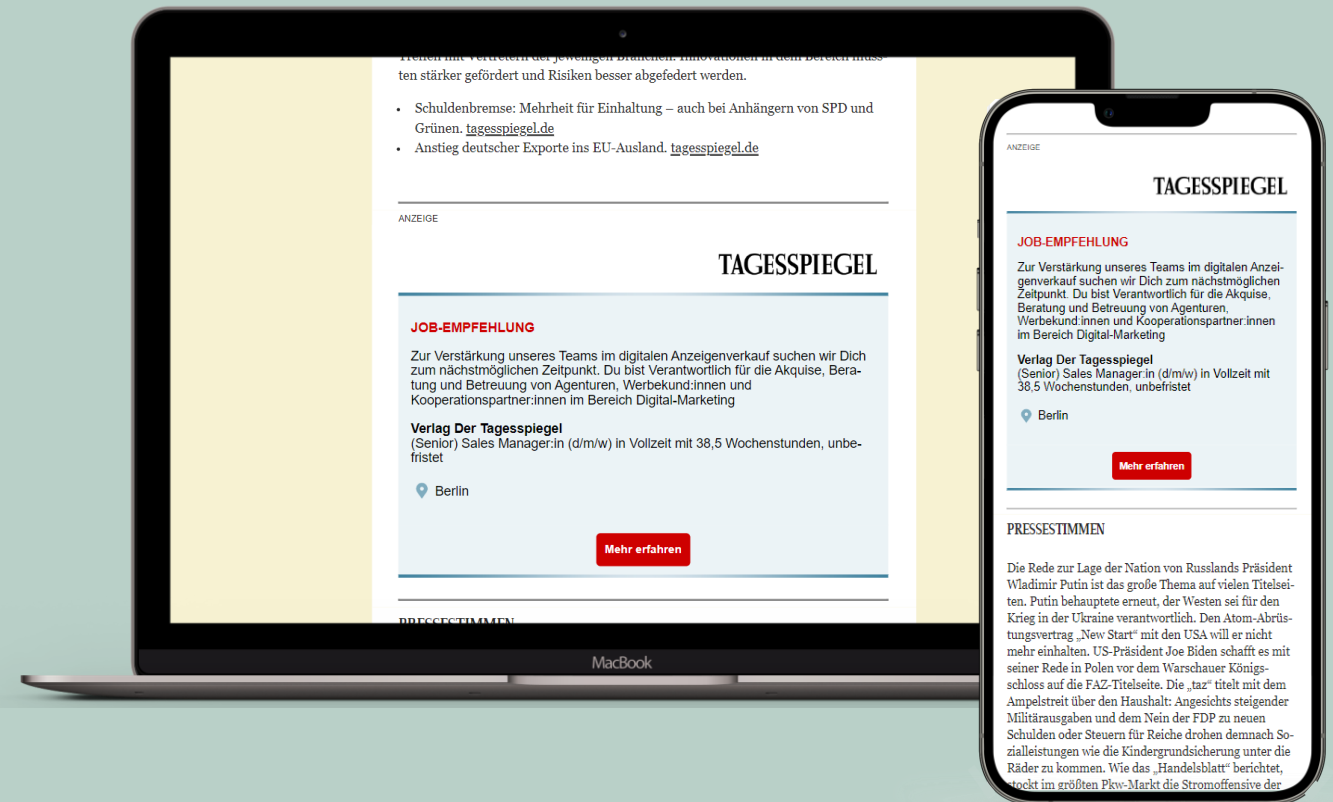 Treffen mit Vertretern der jeweiligen Branchen. Innovationen in dem Bereich müss-
ten stärker gefördert und Risiken besser abgefedert werden.
• Schuldenbremse: Mehrheit für Einhaltung – auch bei Anhängern von SPD und
Grünen. tagesspiegel.de
• Anstieg deutscher Exporte ins EU-Ausland. tagesspiegel.de
ANZEIGE
TAGESSPIEGEL
JOB-EMPFEHLUNG
Zur Verstärkung unseres Teams im digitalen Anzeigenverkauf suchen wir Dich
zum nächstmöglichen Zeitpunkt. Du bist Verantwortlich für die Akquise, Bera-
tung und Betreuung von Agenturen, Werbekund:innen und
Kooperationspartner:innen im Bereich Digital-Marketing
Verlag Der Tagesspiegel
(Senior) Sales Manager:in (d/m/w) in Vollzeit mit 38,5 Wochenstunden, unbe-
fristet
Berlin
Mehr erfahren
PRESSESTIMMEN
MacBook
ANZEIGE
TAGESSPIEGEL
JOB-EMPFEHLUNG
Zur Verstärkung unseres Teams im digitalen Anzei-
genverkauf suchen wir Dich zum nächstmöglichen
Zeitpunkt. Du bist Verantwortlich für die Akquise,
Beratung und Betreuung von Agenturen,
Werbekund:innen und Kooperationspartner:innen
im Bereich Digital-Marketing
Verlag Der Tagesspiegel
(Senior) Sales Manager:in (d/m/w) in Vollzeit mit
38,5 Wochenstunden, unbefristet
Berlin
Mehr erfahren
PRESSESTIMMEN
Die Rede zur Lage der Nation von Russlands Präsident
Wladimir Putin ist das große Thema auf vielen Titelsei-
ten. Putin behauptete erneut, der Westen sei für den
Krieg in der Ukraine verantwortlich. Den Atom-Abrüs-
tungsvertrag „New Start“ mit den USA will er nicht
mehr einhalten. US-Präsident Joe Biden schafft es mit
seiner Rede in Polen vor dem Warschauer Königs-
schloss auf die FAZ-Titelseite. Die „taz“ titelt mit dem
Ampelstreit über den Haushalt: Angesichts steigender
Militärausgaben und dem Nein der FDP zu neuen
Schulden oder Steuern für Reiche drohen demnach So-
zialleistungen wie die Kindergrundsicherung unter die
Räder zu kommen. Wie das „Handelsblatt“ berichtet,
stockt im größten Pkw-Markt die Stromoffensive der